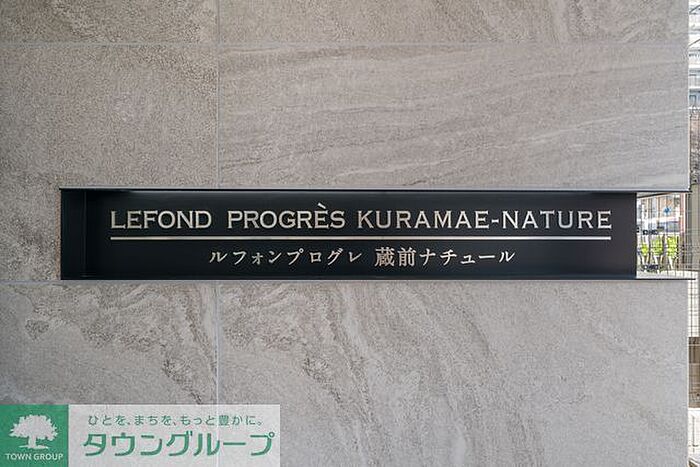 LEFOND PROGRÈS KURAMAE-NATURE
ルフォンプログレ 蔵前ナチュール
ひとを、まちを、もっと豊かに。
TOWN GROUP
タウングループ